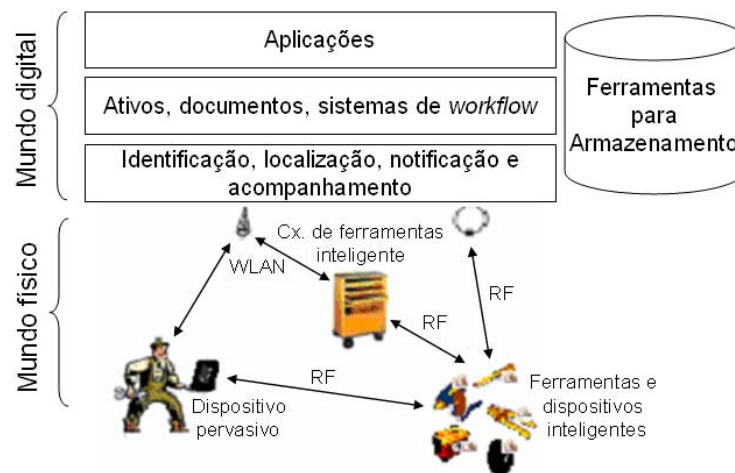 Mundo digital
Aplicações
Ativos, documentos, sistemas de workflow
Identificação, localização, notificação e
acompanhamento
Ferramentas
para
Armazenamento
Mundo físico
Cx. de ferramentas
inteligente
WLAN
RF
RF
RF
Dispositivo
pervasivo
Ferramentas e
dispositivos
inteligentes